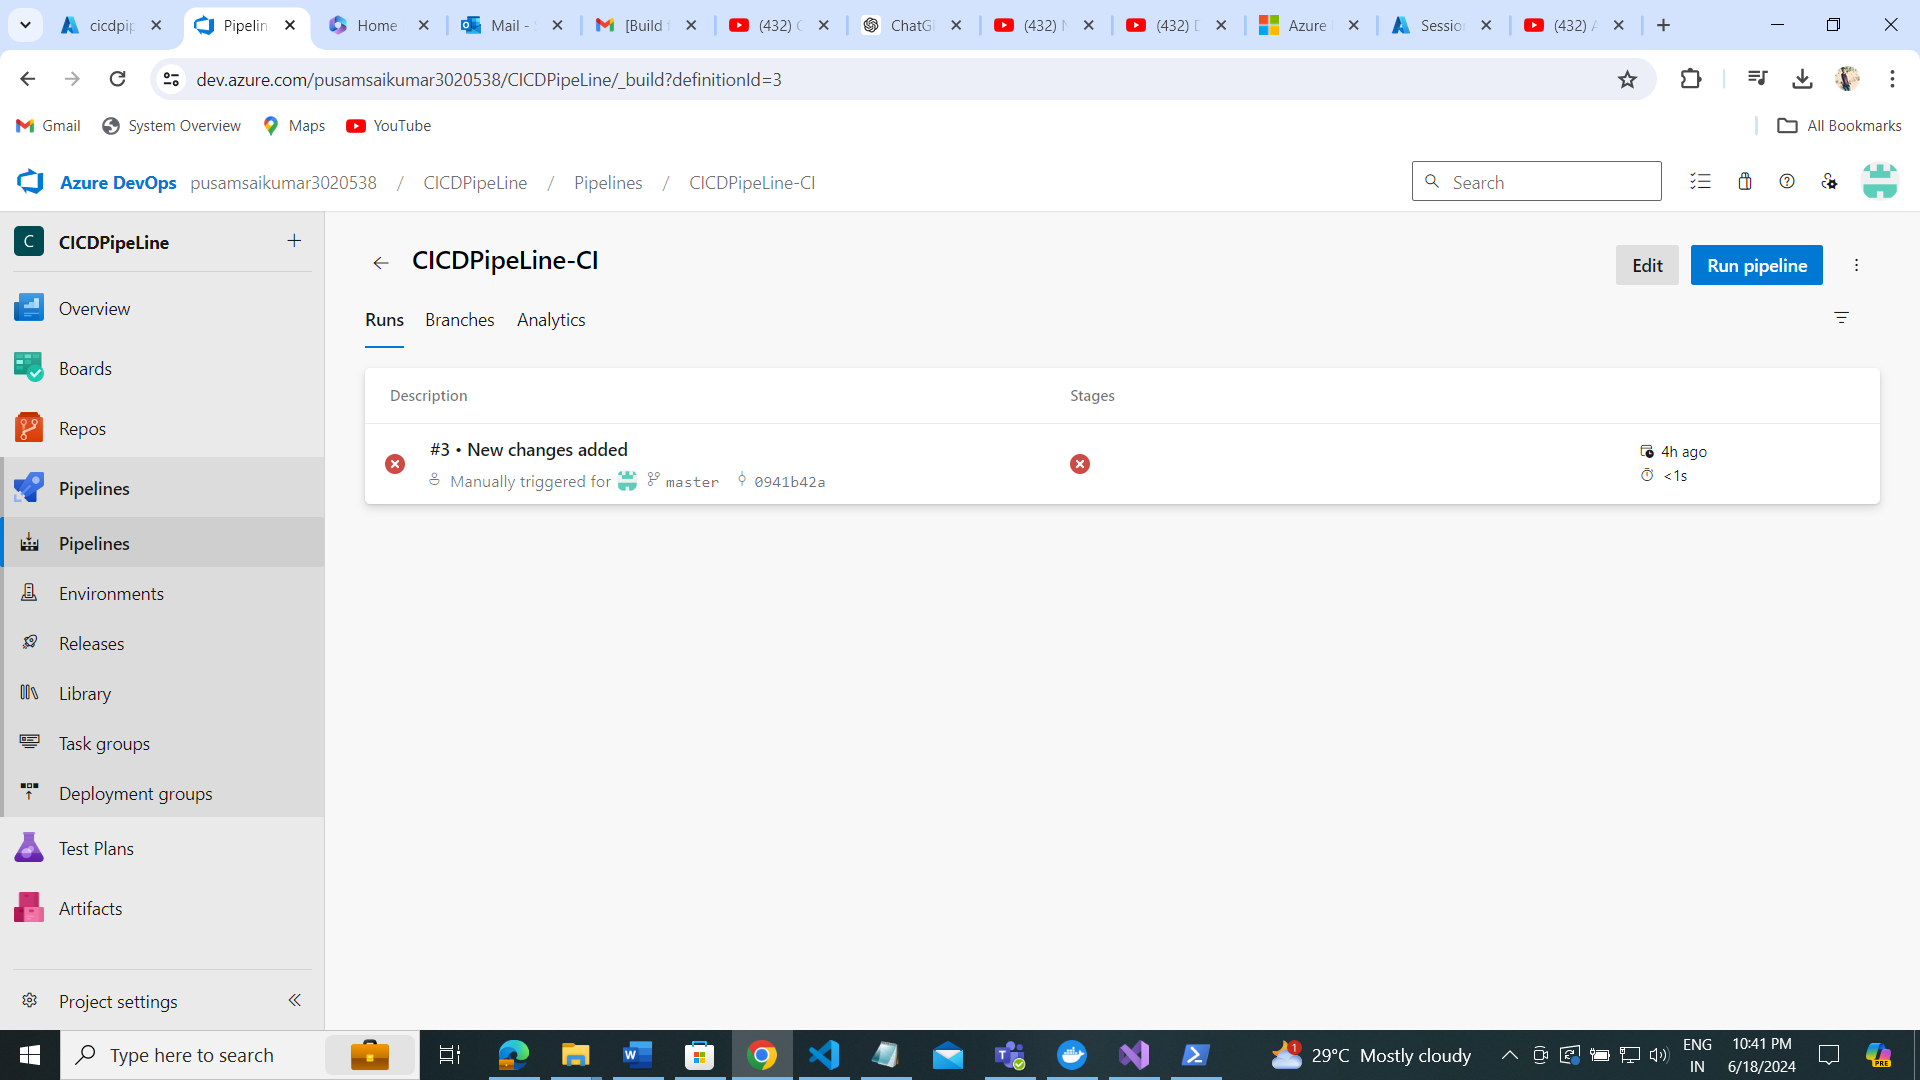 cicdpip
Pipelin
Home
Mail - S
[Build f
(432) C
ChatGP
(432) N
(432) D
Azure
Sessio
(432) A
dev.azure.com/pusamsaikumar3020538/CICDPipeLine/_build?definitionId=3
Gmail
System Overview
Maps
YouTube
All Bookmarks
Azure DevOps
pusamsaikumar3020538 / CICDPipeLine / Pipelines / CICDPipeLine-CI
Search
C
CICDPipeLine
Overview
Boards
Repos
Pipelines
Pipelines
Environments
Releases
Library
Task groups
Deployment groups
Test Plans
Artifacts
Project settings
CICDPipeLine-CI
Edit
Run pipeline
Runs
Branches
Analytics
Description
Stages
#3 • New changes added
Manually triggered for
master
0941b42a
4h ago
<1s
Type here to search
1
29°C Mostly cloudy
ENG
IN
10:41 PM
6/18/2024
PRE